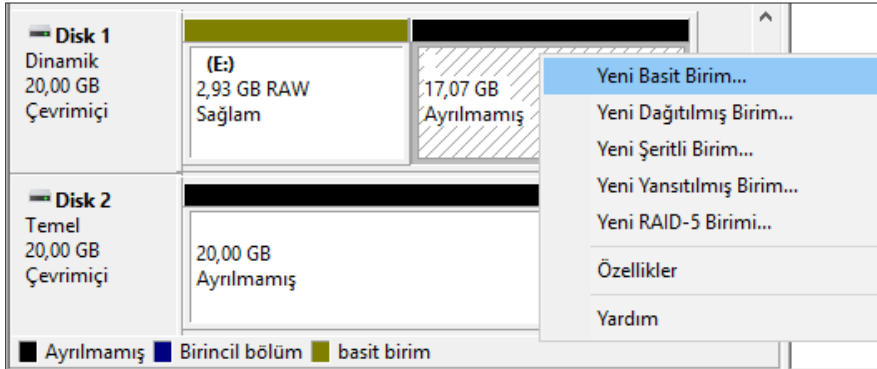 Disk 1
Dinamik
20,00 GB
Çevrimiçi
(E:)
2,93 GB RAW
Sağlam
17,07 GB
Ayrılmamış
Yeni Basit Birim...
Yeni Dağıtılmış Birim...
Yeni Şeritli Birim...
Yeni Yansıtılmış Birim...
Yeni RAID-5 Birimi...
Özellikler
Yardım
Disk 2
Temel
20,00 GB
Çevrimiçi
20,00 GB
Ayrılmamış
Ayrılmamış Birincil bölüm basit birim